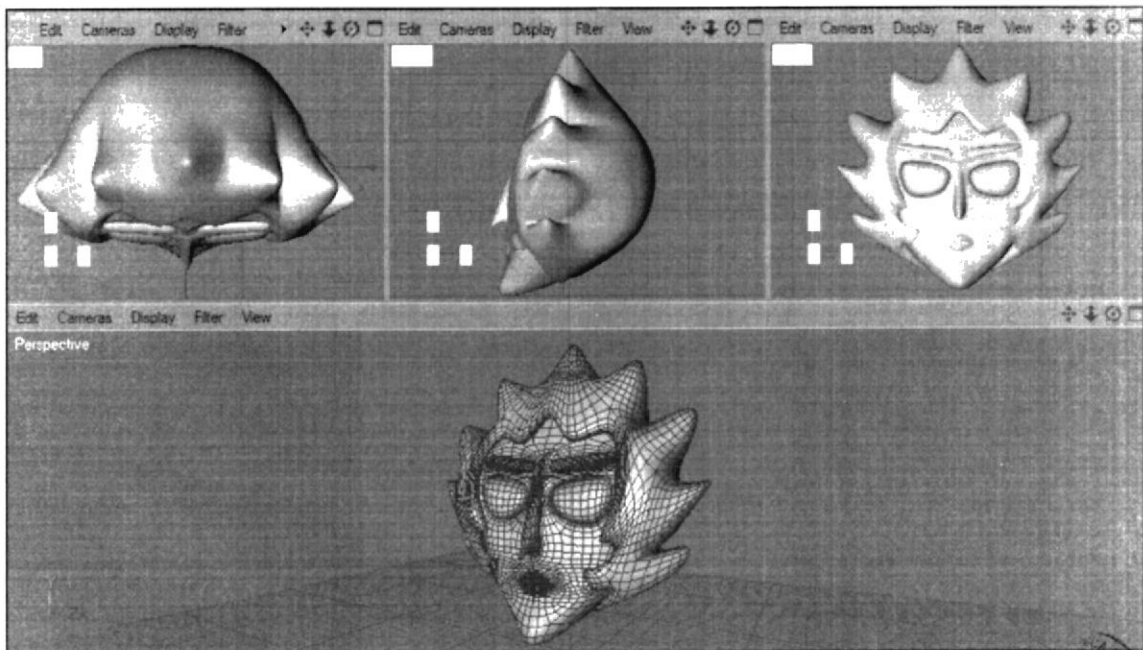 Edit Cameras Display Filter
Edit Cameras Display Filter View
Edit Cameras Display Filter View
Edit Cameras Display Filter View
Perspective